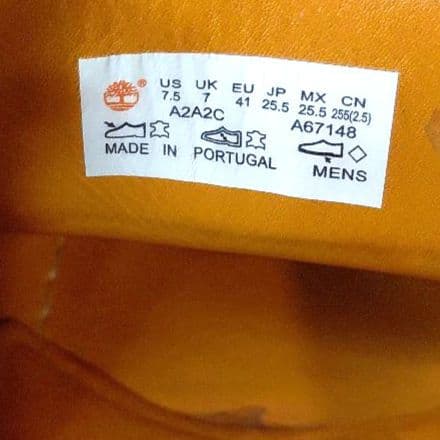 ® US UK EU JP MX CN
7.5 7 41 25.5 25.5 255(2.5)
A2A2C A67148
MADE IN PORTUGAL
MENS